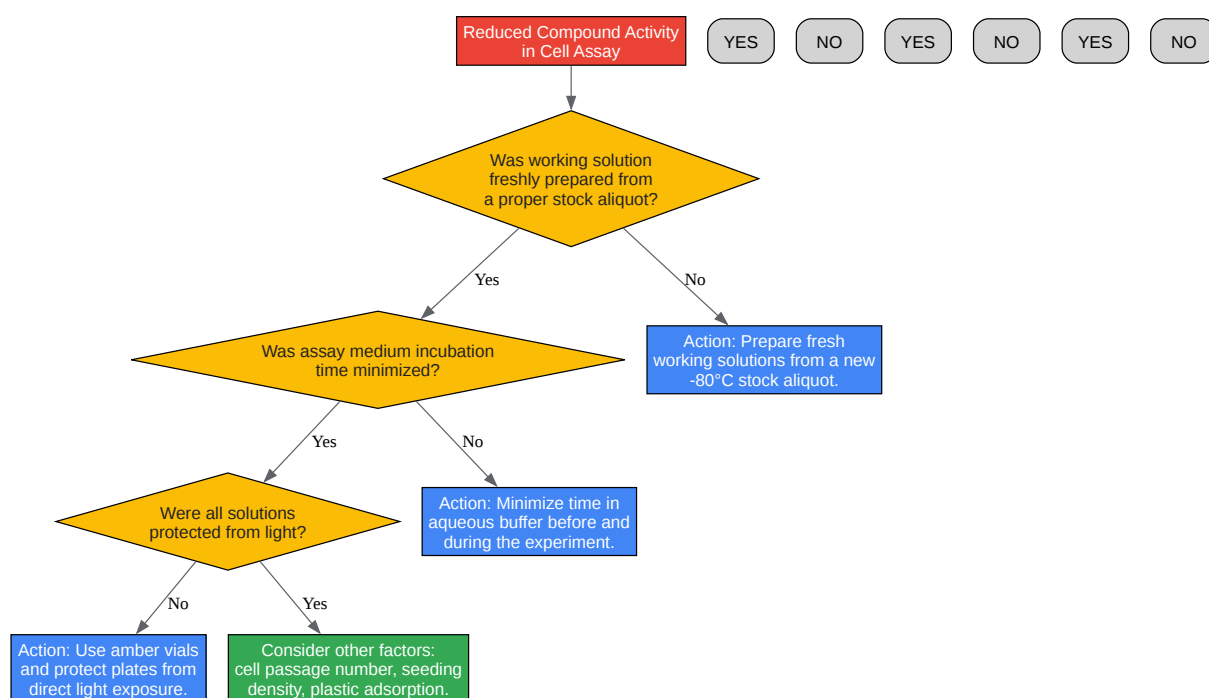 Reduced Compound Activity
in Cell Assay
YES
NO
YES
NO
YES
NO
Was working solution
freshly prepared from
a proper stock aliquot?
Yes
No
Was assay medium incubation
time minimized?
Action: Prepare fresh
working solutions from a new
-80°C stock aliquot.
Yes
No
Were all solutions
protected from light?
Action: Minimize time in
aqueous buffer before and
during the experiment.
No
Yes
Action: Use amber vials
and protect plates from
direct light exposure.
Consider other factors:
cell passage number, seeding
density, plastic adsorption.